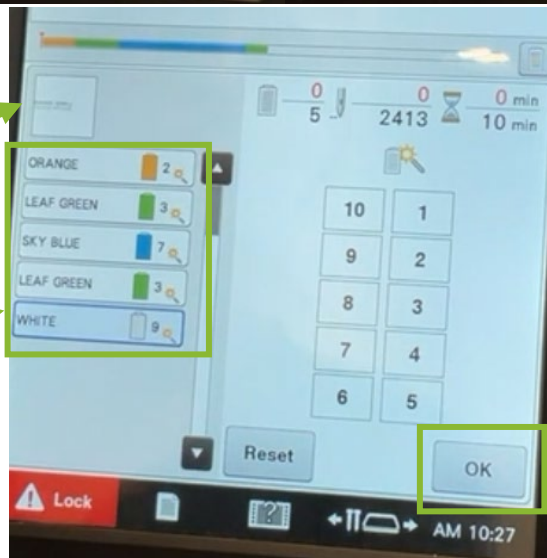 0 0 0 min
5 2413 10 min
ORANGE 2
LEAF GREEN 3
SKY BLUE 7
LEAF GREEN 3
WHITE 9
10 1
9 2
8 3
7 4
6 5
Reset
OK
Lock
AM 10:27